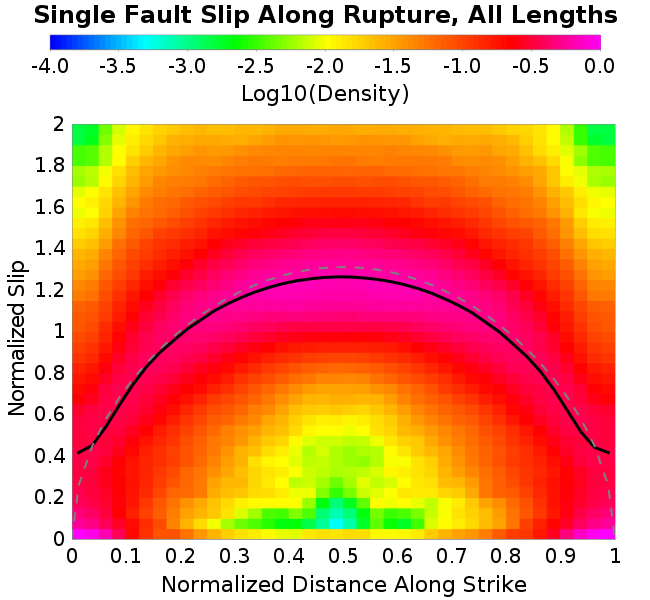 Single Fault Slip Along Rupture, All Lengths
-4.0 -3.5 -3.0 -2.5 -2.0 -1.5 -1.0 -0.5 0.0
Log10(Density)
Normalized Slip
2
1.8
1.6
1.4
1.2
1
0.8
0.6
0.4
0.2
0
0 0.1 0.2 0.3 0.4 0.5 0.6 0.7 0.8 0.9 1
Normalized Distance Along Strike